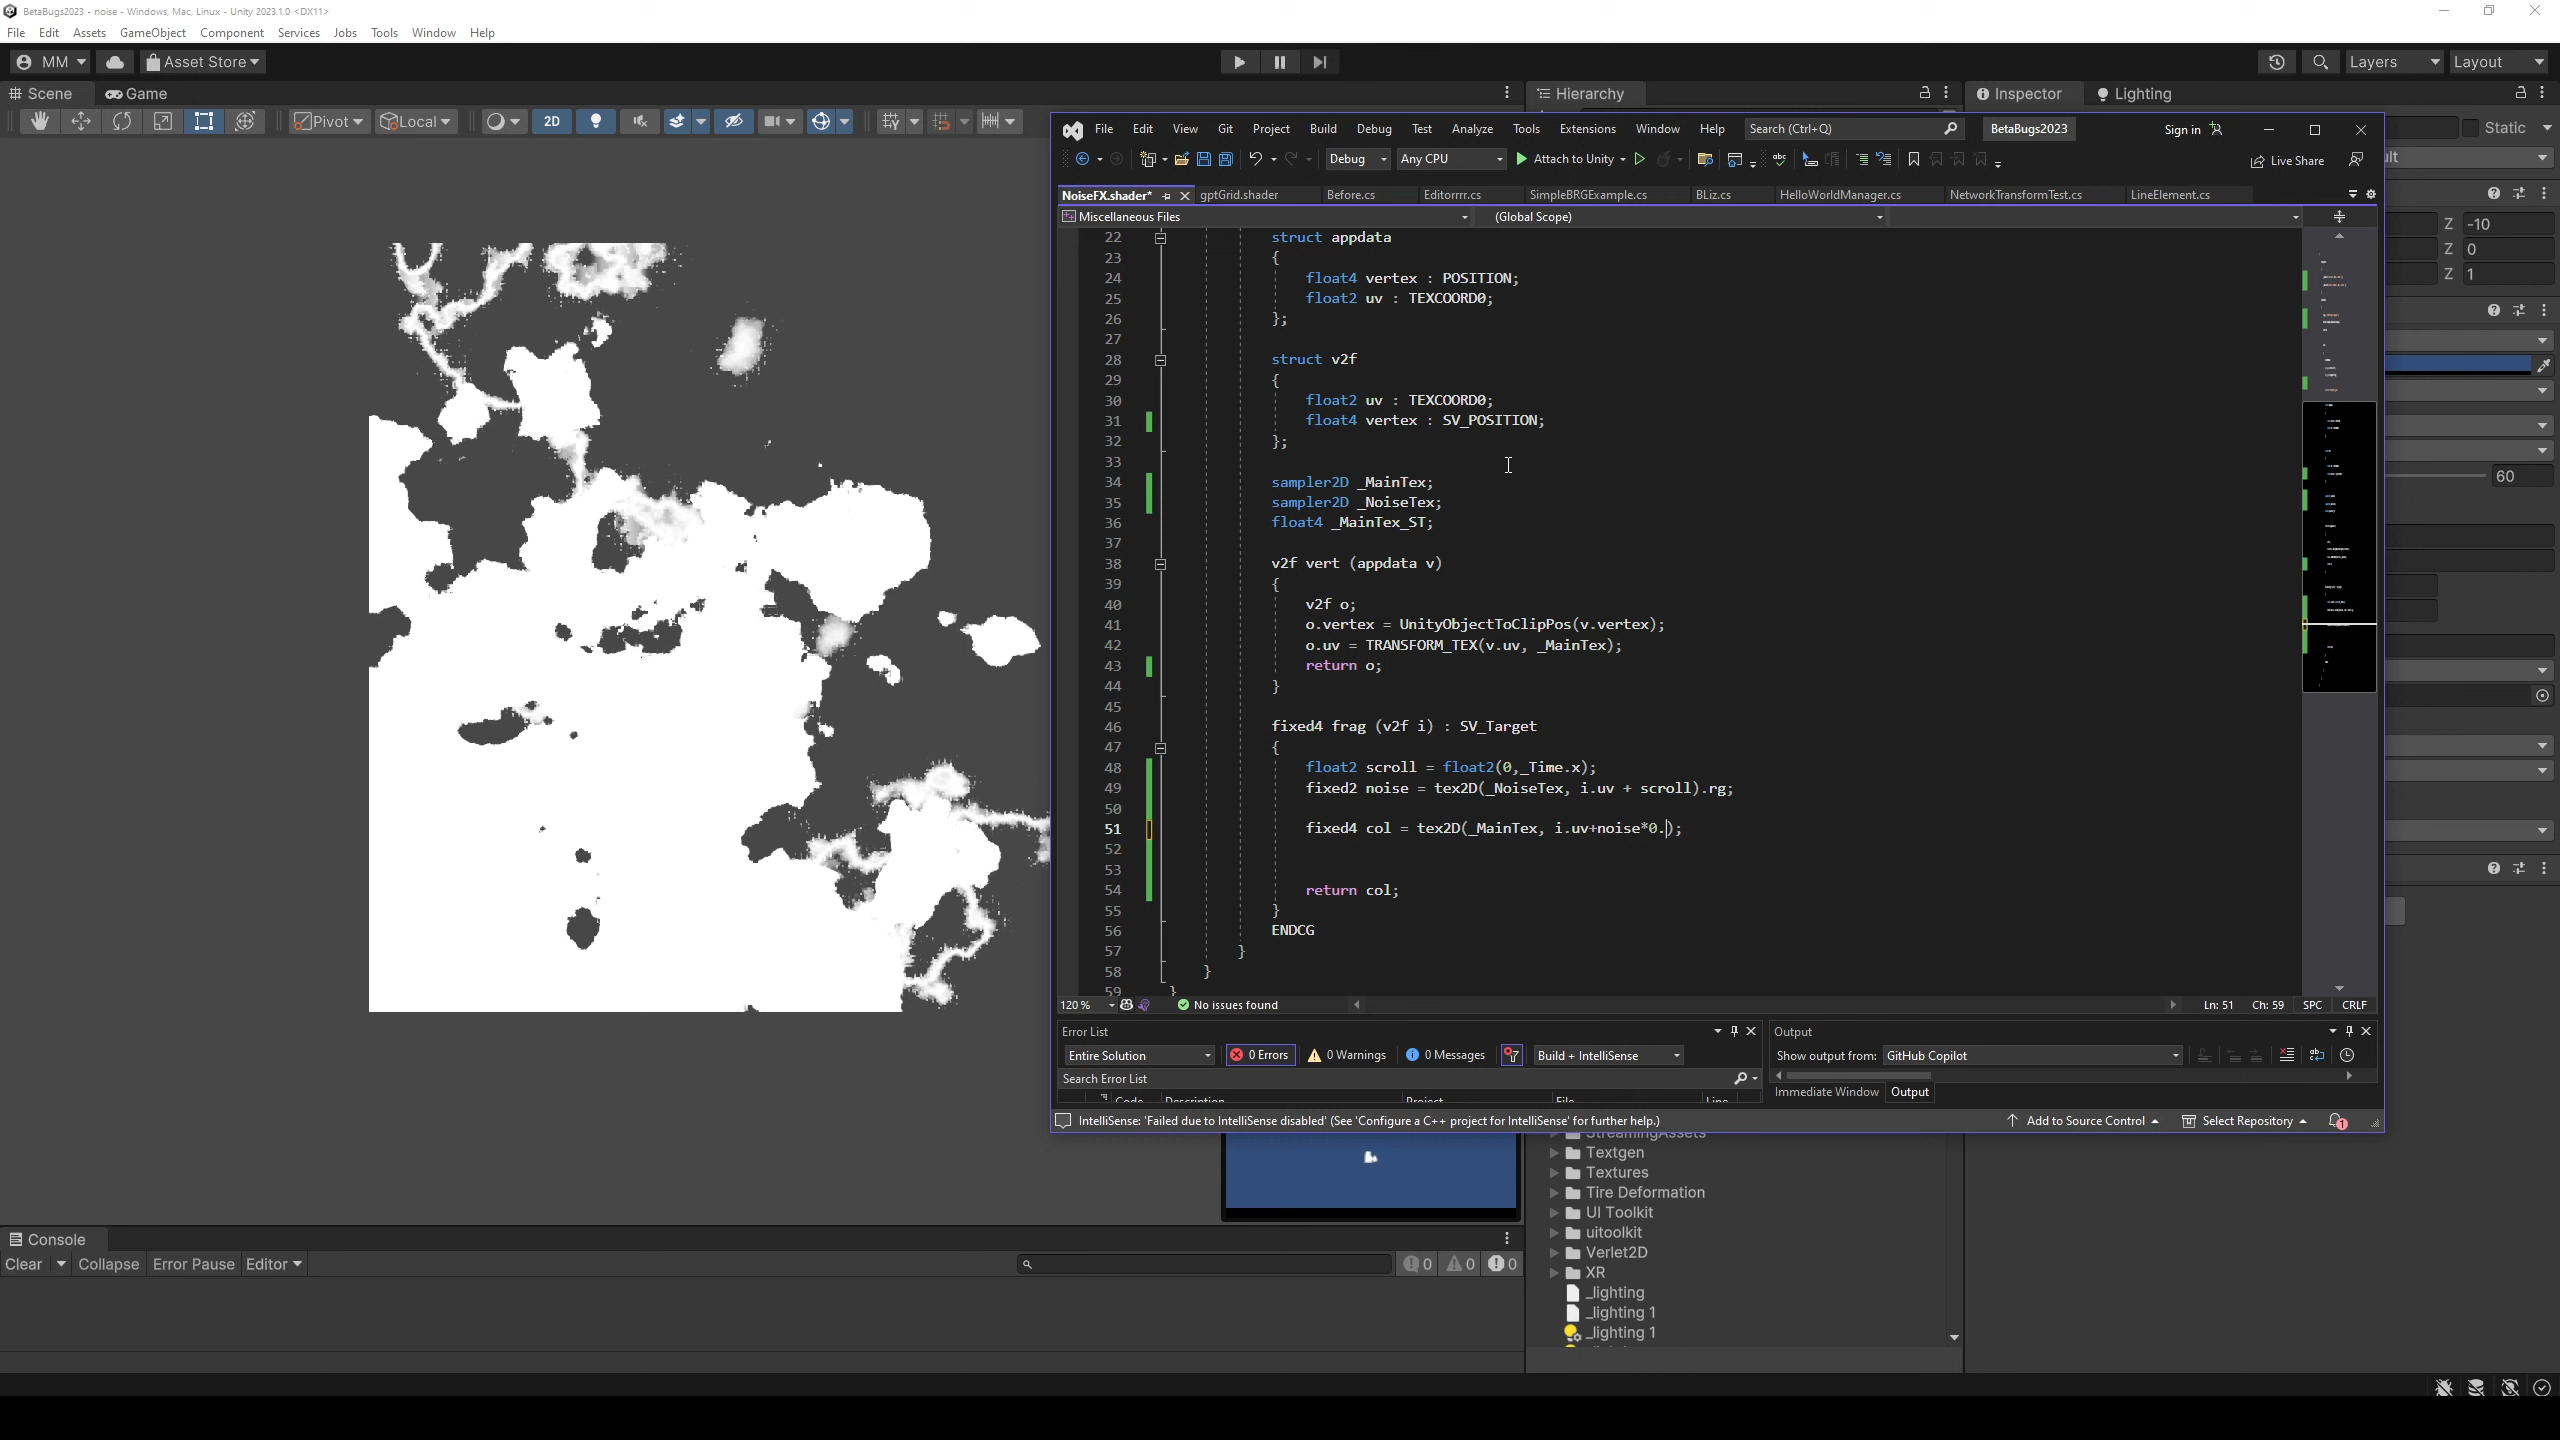 BetaBugs2023 - noise - Windows, Mac, Linux - Unity 2023.1.0 <DX11>
File Edit Assets GameObject Component Services Jobs Tools Window Help
MM Asset Store Layers Layout
Scene Game Hierarchy Inspector Lighting
Pivot Local 2D Static
File Edit View Git Project Build Debug Test Analyze Tools Extensions Window Help Search (Ctrl+Q) BetaBugs2023 Sign in
Debug Any CPU Attach to Unity Live Share
NoiseFX.shader* gptGrid.shader Before.cs Editorrrr.cs SimpleBRGExample.cs BLiz.cs HelloWorldManager.cs NetworkTransformTest.cs LineElement.cs
Miscellaneous Files (Global Scope)
Z -10
Z 0
Z 1
60
22 struct appdata
23 {
24 float4 vertex : POSITION;
25 float2 uv : TEXCOORD0;
26 };
27
28 struct v2f
29 {
30 float2 uv : TEXCOORD0;
31 float4 vertex : SV_POSITION;
32 };
33
34 sampler2D _MainTex;
35 sampler2D _NoiseTex;
36 float4 _MainTex_ST;
37
38 v2f vert (appdata v)
39 {
40 v2f o;
41 o.vertex = UnityObjectToClipPos(v.vertex);
42 o.uv = TRANSFORM_TEX(v.uv, _MainTex);
43 return o;
44 }
45
46 fixed4 frag (v2f i) : SV_Target
47 {
48 float2 scroll = float2(0,_Time.x);
49 fixed2 noise = tex2D(_NoiseTex, i.uv + scroll).rg;
50
51 fixed4 col = tex2D(_MainTex, i.uv+noise*0.);
52
53
54 return col;
55 }
56 ENDCG
57 }
58 }
59 }
120 % No issues found Ln: 51 Ch: 59 SPC CRLF
Error List Output
Entire Solution 0 Errors 0 Warnings 0 Messages Build + IntelliSense Show output from: GitHub Copilot
Search Error List
Code Description Project File Line
Immediate Window Output
IntelliSense: 'Failed due to IntelliSense disabled' (See 'Configure a C++ project for IntelliSense' for further help.) Add to Source Control Select Repository 1
StreamingAssets
Textgen
Textures
Tire Deformation
UI Toolkit
uitoolkit
Verlet2D
XR
_lighting
_lighting 1
_lighting 1
Console
Clear Collapse Error Pause Editor 0 0 0